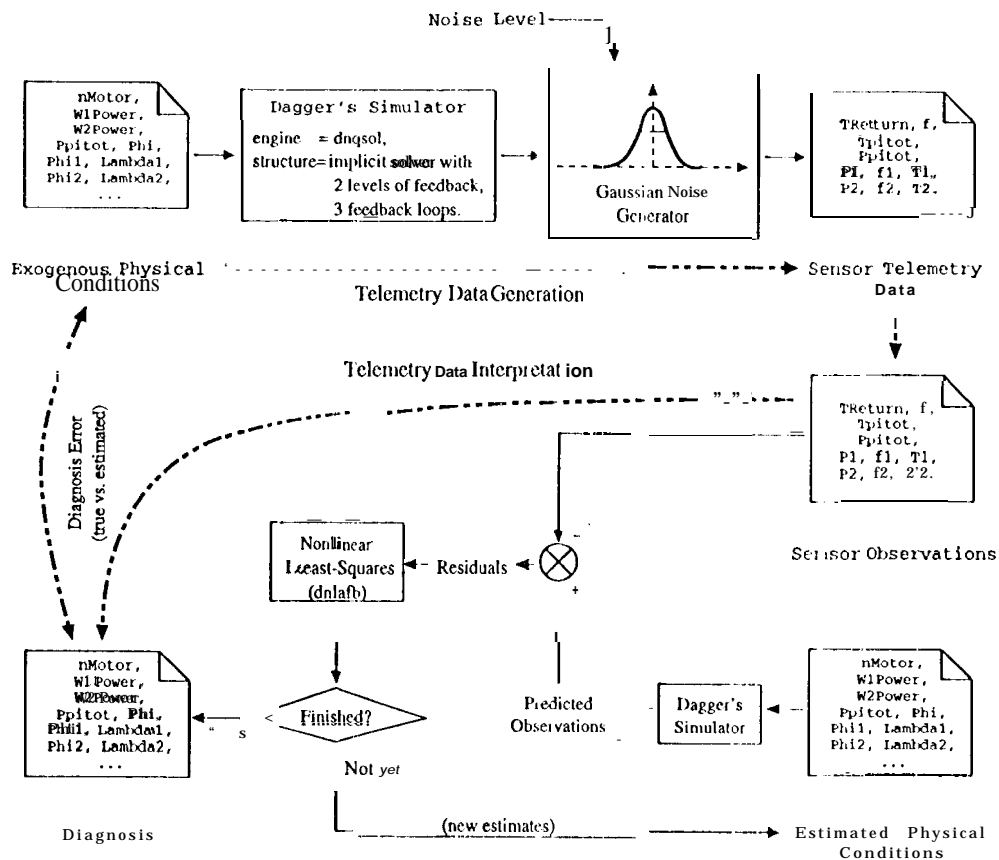 Noise Level
nMotor,
W1Power,
W2Power,
Ppitot, Phi,
Phi1, Lambda1,
Phi2, Lambda2,
...
Dagger's Simulator
engine = dnqsol,
structure= implicit solver with
2 levels of feedback,
3 feedback loops.
Gaussian Noise
Generator
TRetturn, f,
Tpitot,
Ppitot,
P1, f1, T1,
P2, f2, T2.
Exogenous Physical
Conditions
Telemetry Data Generation
Sensor Telemetry
Data
Telemetry Data Interpretation
Diagnosis Error
(true vs. estimated)
TReturn, f,
Tpitot,
Ppitot,
P1, f1, T1,
P2, f2, 2'2.
Sensor Observations
Nonlinear
Least-Squares
(dnlafb)
Residuals
-
+
nMotor,
W1Power,
W2Power,
Ppitot, Phi,
Phi1, Lambda1,
Phi2, Lambda2,
...
s
Finished?
Not yet
Predicted
Observations
Dagger's
Simulator
nMotor,
W1Power,
W2Power,
Ppitot, Phi,
Phi1, Lambda1,
Phi2, Lambda2,
...
Diagnosis
(new estimates)
Estimated Physical
Conditions